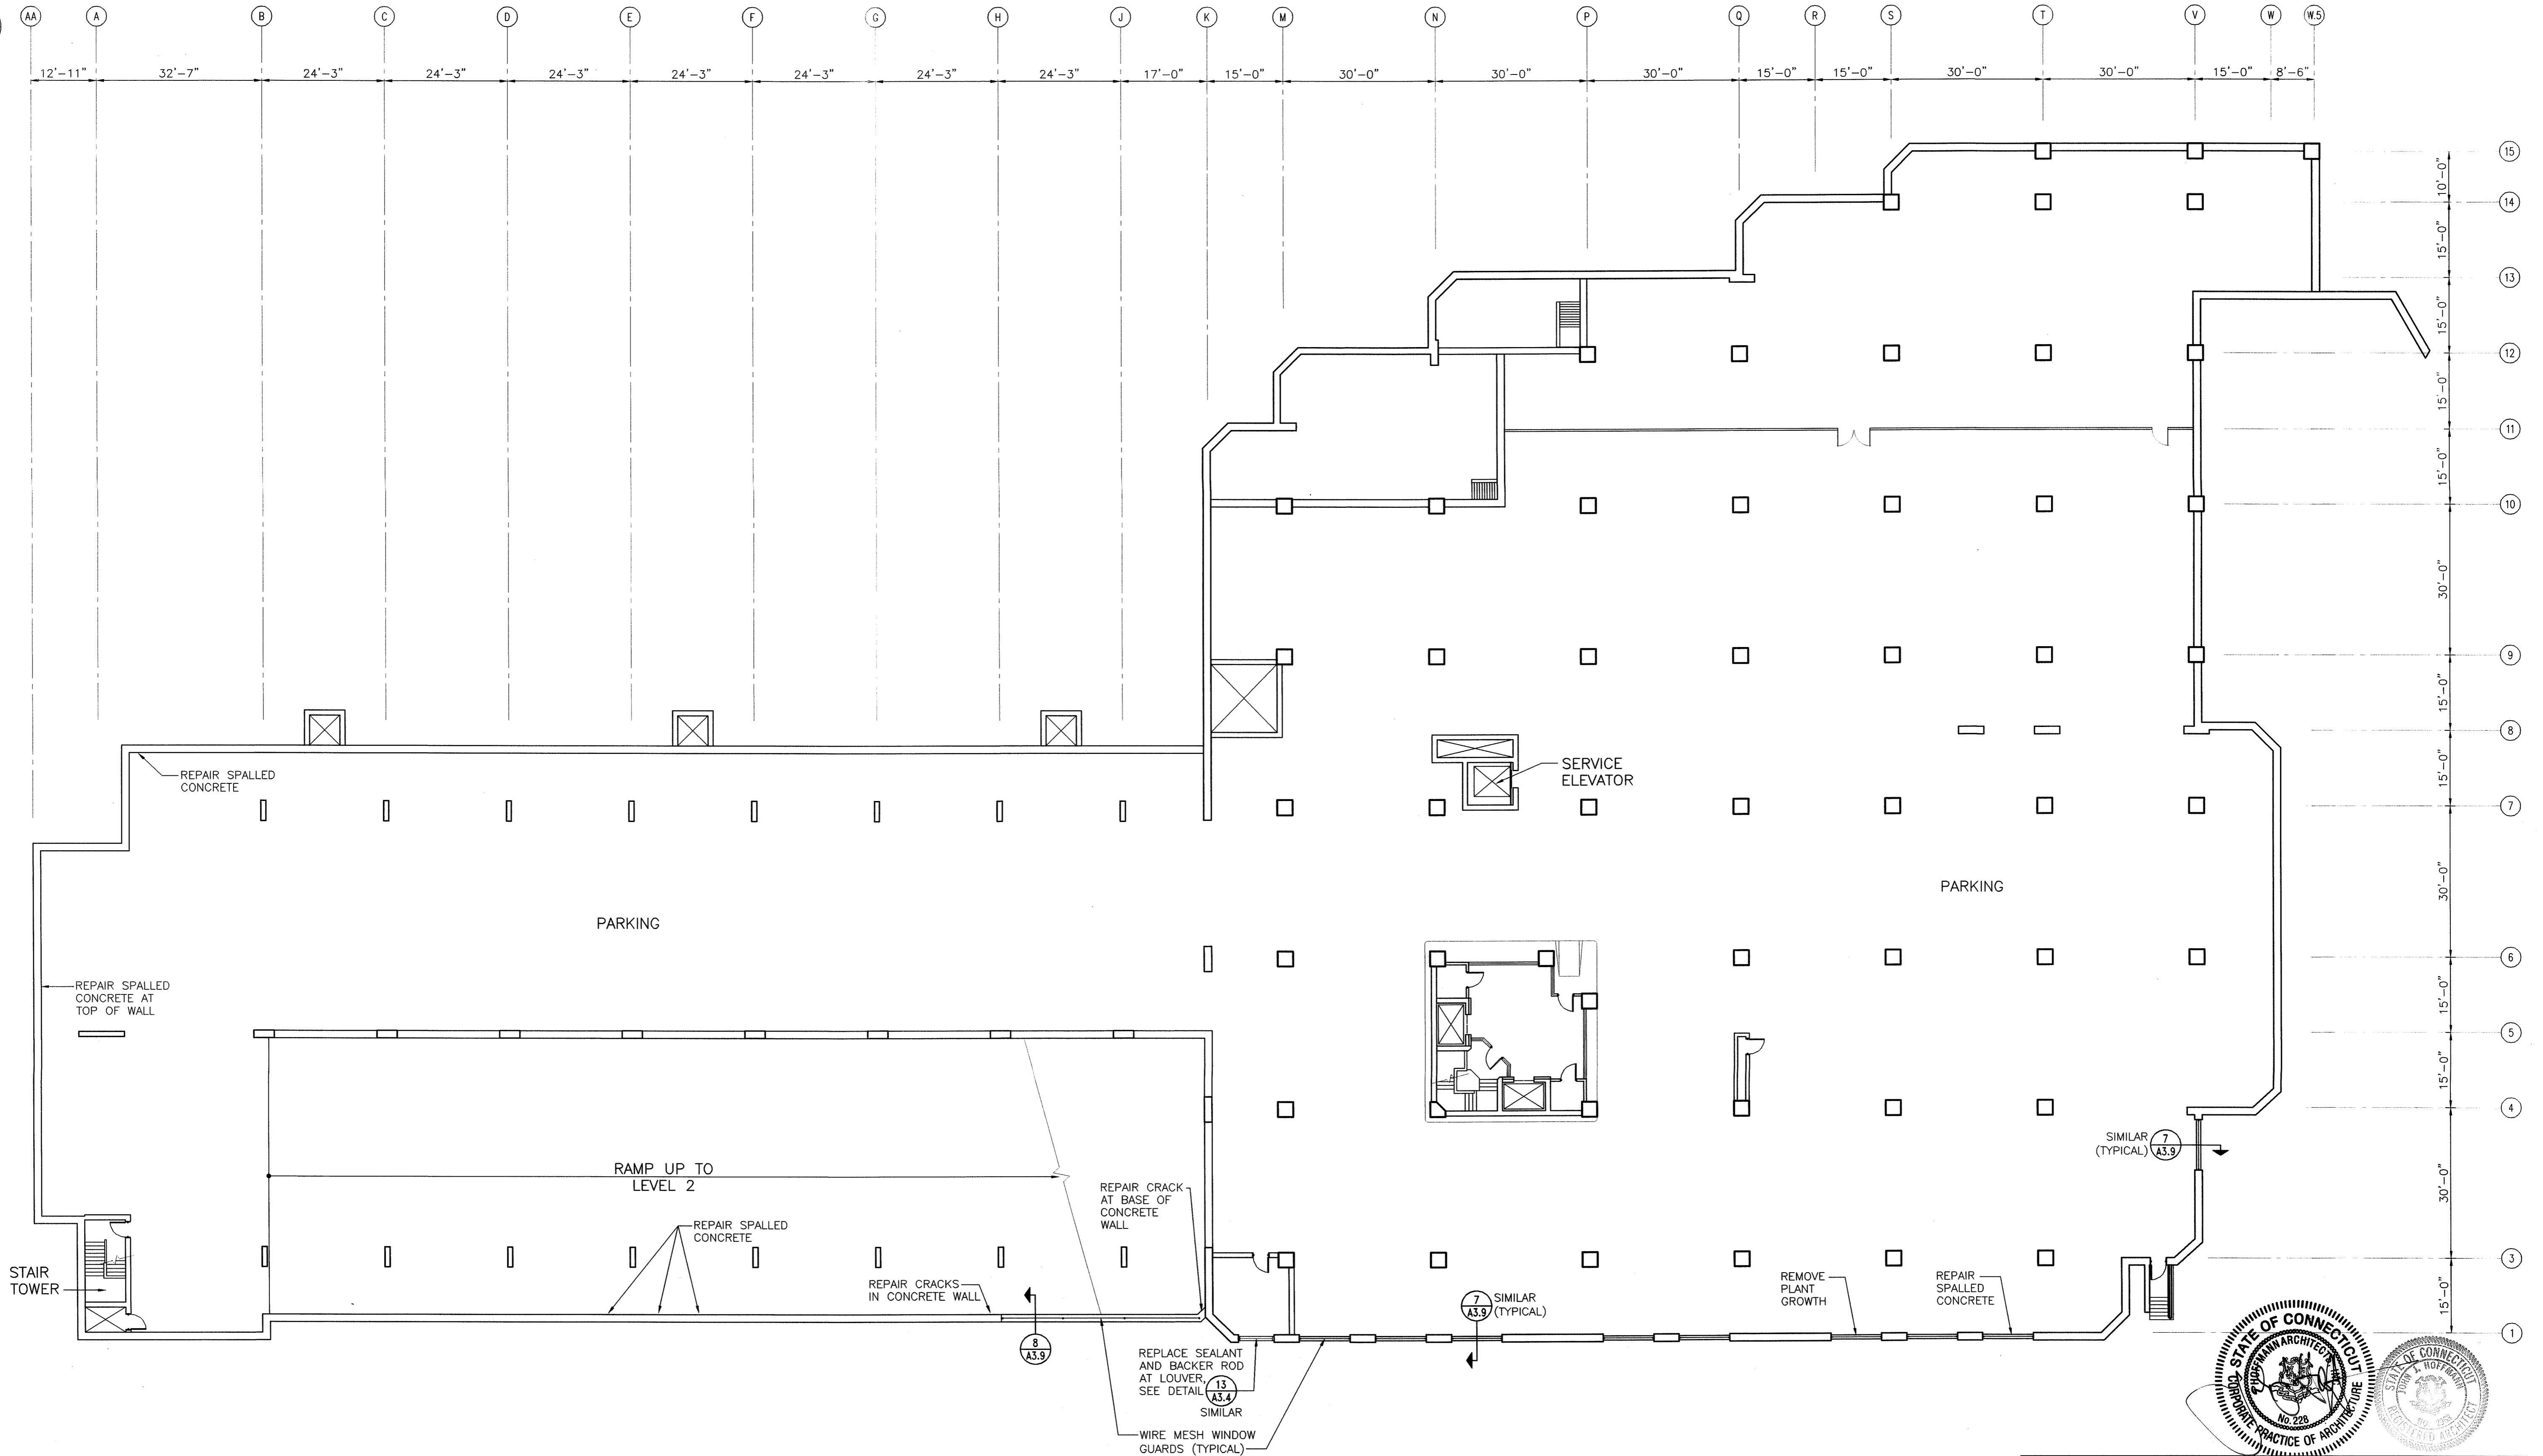 AA A B C D E F G H J K M N P Q R S T V W W.5
12'-11" 32'-7" 24'-3" 24'-3" 24'-3" 24'-3" 24'-3" 24'-3" 24'-3" 17'-0" 15'-0" 30'-0" 30'-0" 30'-0" 15'-0" 15'-0" 30'-0" 30'-0" 15'-0" 8'-6"
15
10'-0"
14
15'-0"
13
15'-0"
12
15'-0"
11
15'-0"
10
30'-0"
9
15'-0"
8
15'-0"
7
30'-0"
6
15'-0"
5
15'-0"
4
30'-0"
3
15'-0"
1
REPAIR SPALLED
CONCRETE
SERVICE
ELEVATOR
PARKING
PARKING
REPAIR SPALLED
CONCRETE AT
TOP OF WALL
RAMP UP TO
LEVEL 2
REPAIR CRACK
AT BASE OF
CONCRETE
WALL
SIMILAR
(TYPICAL)
7
A3.9
REPAIR SPALLED
CONCRETE
STAIR
TOWER
REPAIR CRACKS
IN CONCRETE WALL
8
A3.9
7
A3.9
SIMILAR
(TYPICAL)
REMOVE
PLANT
GROWTH
REPAIR
SPALLED
CONCRETE
REPLACE SEALANT
AND BACKER ROD
AT LOUVER,
SEE DETAIL
13
A3.4
SIMILAR
WIRE MESH WINDOW
GUARDS (TYPICAL)
STATE OF CONNECTICUT
HOFFMANN ARCHITECTS, INC.
No. 228
CORPORATE PRACTICE OF ARCHITECTURE
STATE OF CONNECTICUT
JOHN J. HOFFMANN
REGISTERED ARCHITECT